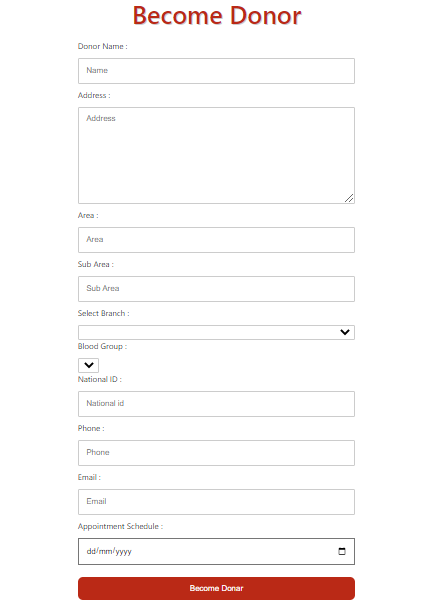 Become Donor
Donor Name :
Name
Address :
Address
Area :
Area
Sub Area :
Sub Area
Select Branch :
Blood Group :
National ID :
National id
Phone :
Phone
Email :
Email
Appointment Schedule :
dd/mm/yyyy
Become Donar